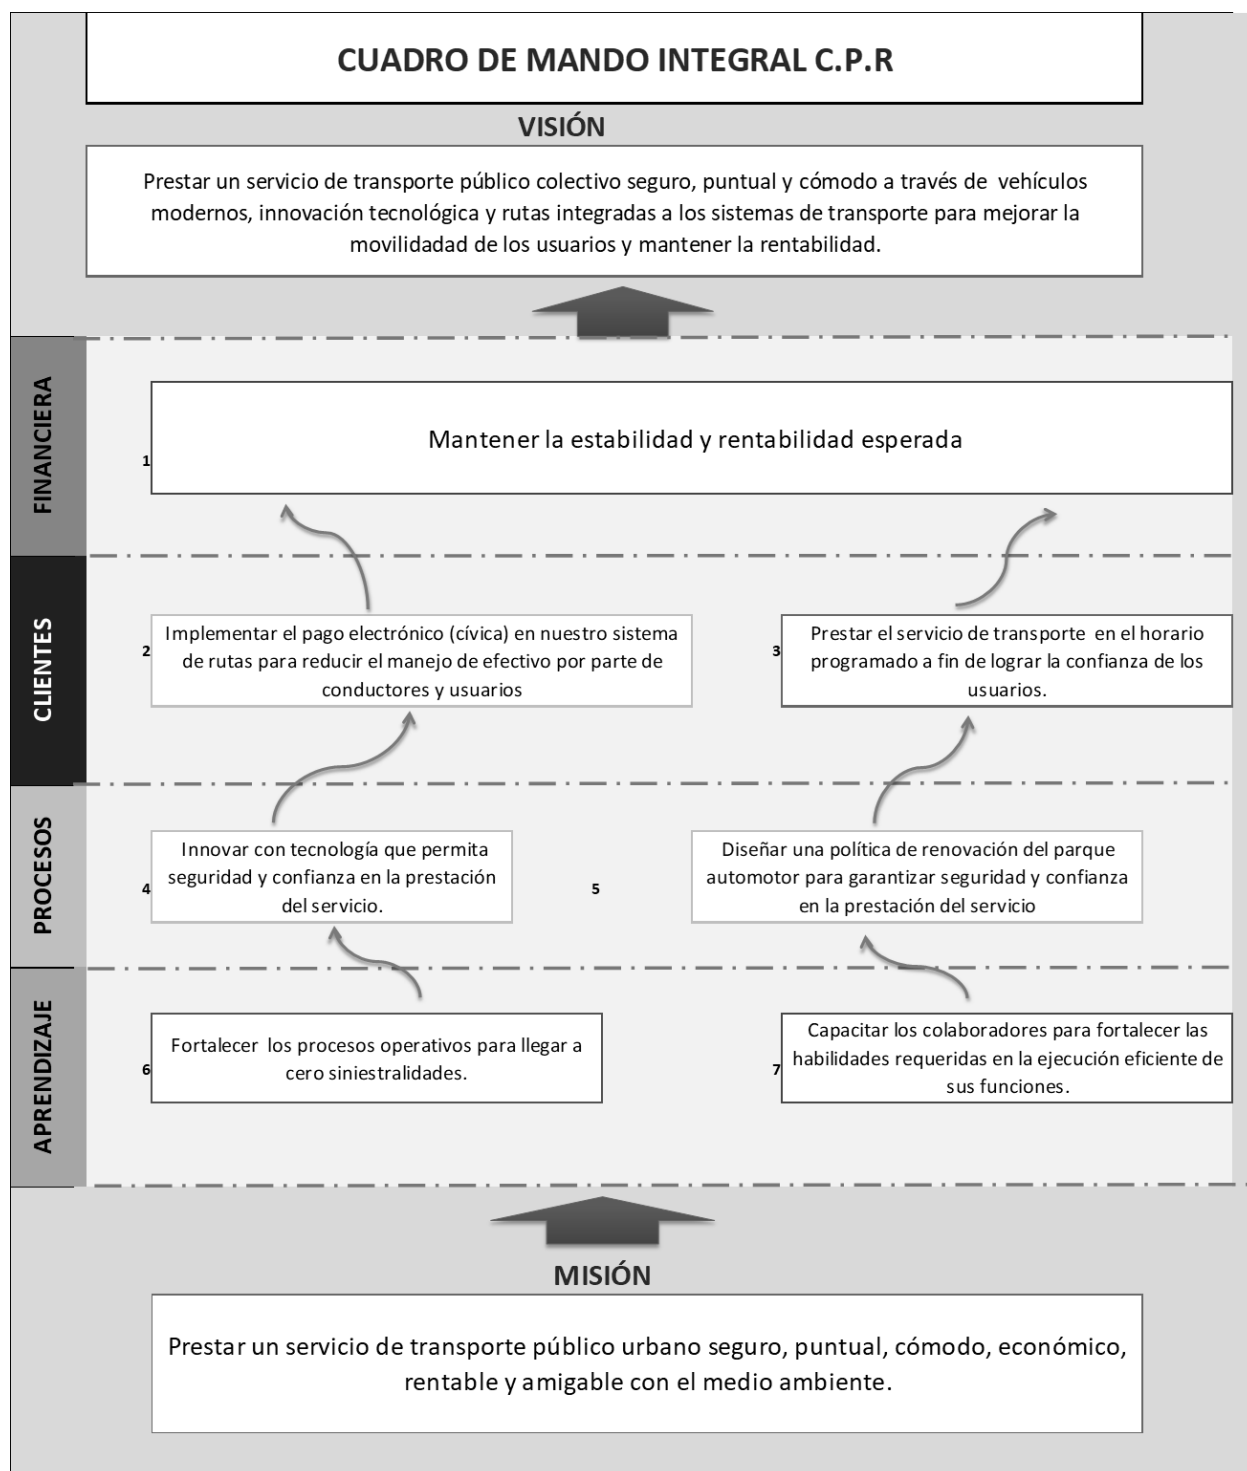 CUADRO DE MANDO INTEGRAL C.P.R
VISIÓN
Prestar un servicio de transporte público colectivo seguro, puntual y cómodo a través de vehículos
modernos, innovación tecnológica y rutas integradas a los sistemas de transporte para mejorar la
movilidadad de los usuarios y mantener la rentabilidad.
FINANCIERA
1
Mantener la estabilidad y rentabilidad esperada
CLIENTES
2
Implementar el pago electrónico (cívica) en nuestro sistema
de rutas para reducir el manejo de efectivo por parte de
conductores y usuarios
3
Prestar el servicio de transporte en el horario
programado a fin de lograr la confianza de los
usuarios.
PROCESOS
4
Innovar con tecnología que permita
seguridad y confianza en la prestación
del servicio.
5
Diseñar una política de renovación del parque
automotor para garantizar seguridad y confianza
en la prestación del servicio
APRENDIZAJE
6
Fortalecer los procesos operativos para llegar a
cero siniestralidades.
7
Capacitar los colaboradores para fortalecer las
habilidades requeridas en la ejecución eficiente de
sus funciones.
MISIÓN
Prestar un servicio de transporte público urbano seguro, puntual, cómodo, económico,
rentable y amigable con el medio ambiente.